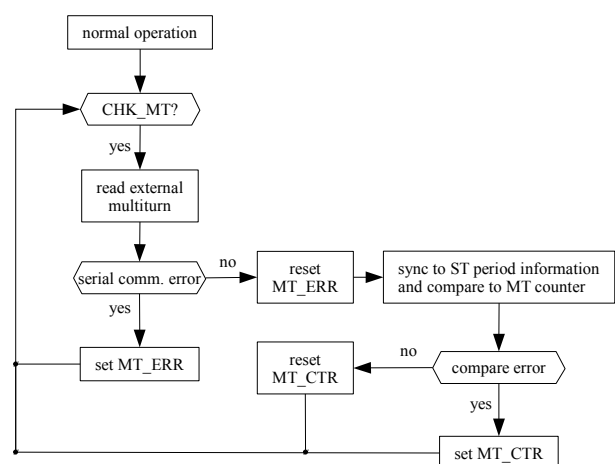 normal operation
CHK_MT?
yes
read external
multiturn
serial comm. error
no
reset
MT_ERR
sync to ST period information
and compare to MT counter
yes
set MT_ERR
reset
MT_CTR
no
compare error
yes
set MT_CTR